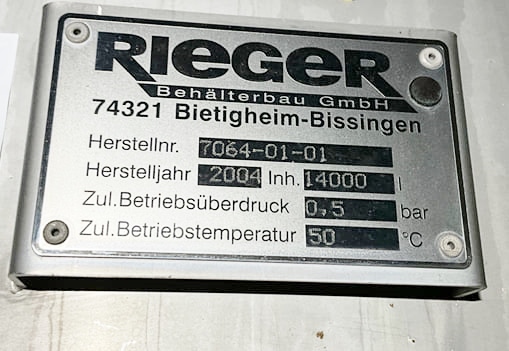 RIEGER
Behälterbau GmbH
74321 Bietigheim-Bissingen
Herstellnr. 7064-01-01
Herstelljahr 2004 Inh. 14000 l
Zul.Betriebsüberdruck 0,5 bar
Zul.Betriebstemperatur 50 °C